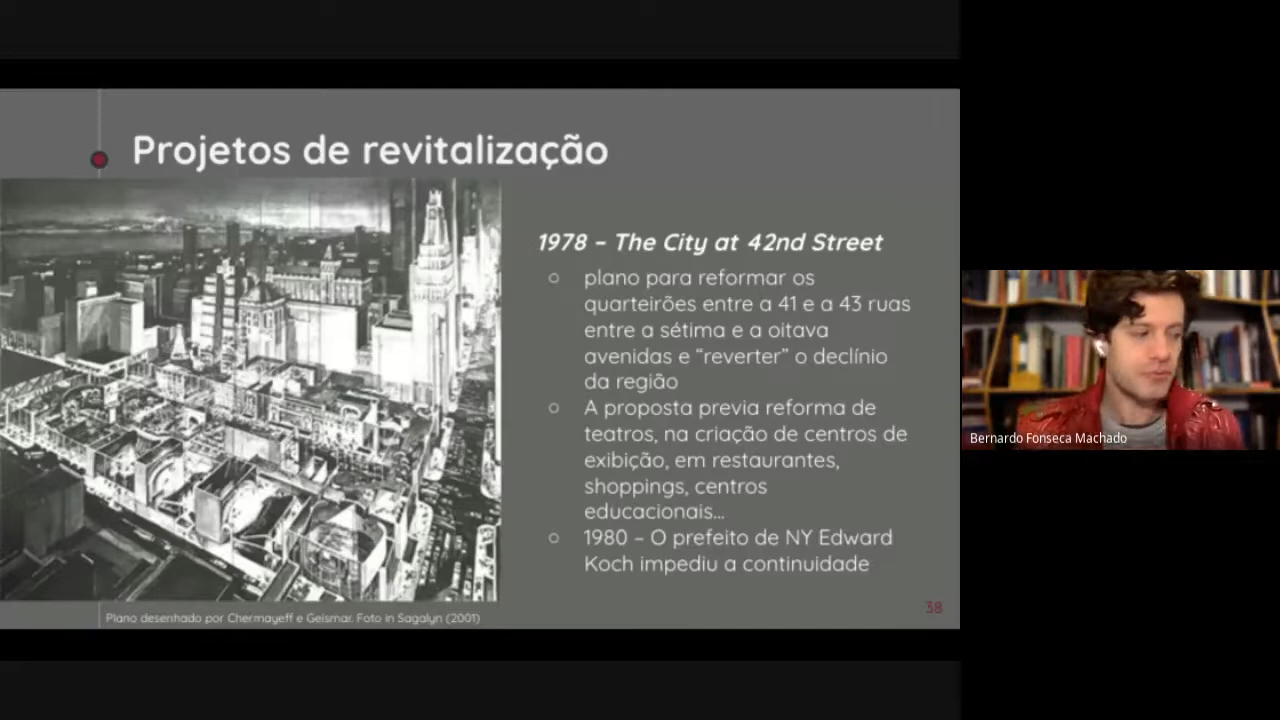 Projetos de revitalização
1978 – The City at 42nd Street
plano para reformar os
quarteirões entre a 41 e a 43 ruas
entre a sétima e a oitava
avenidas e “reverter” o declínio
da região
A proposta previa reforma de
teatros, na criação de centros de
exibição, em restaurantes,
shoppings, centros
educacionais...
1980 – O prefeito de NY Edward
Koch impediu a continuidade
38
Plano desenhado por Chermayeff e Geismar. Foto in Sagalyn (2001)
Bernardo Fonseca Machado